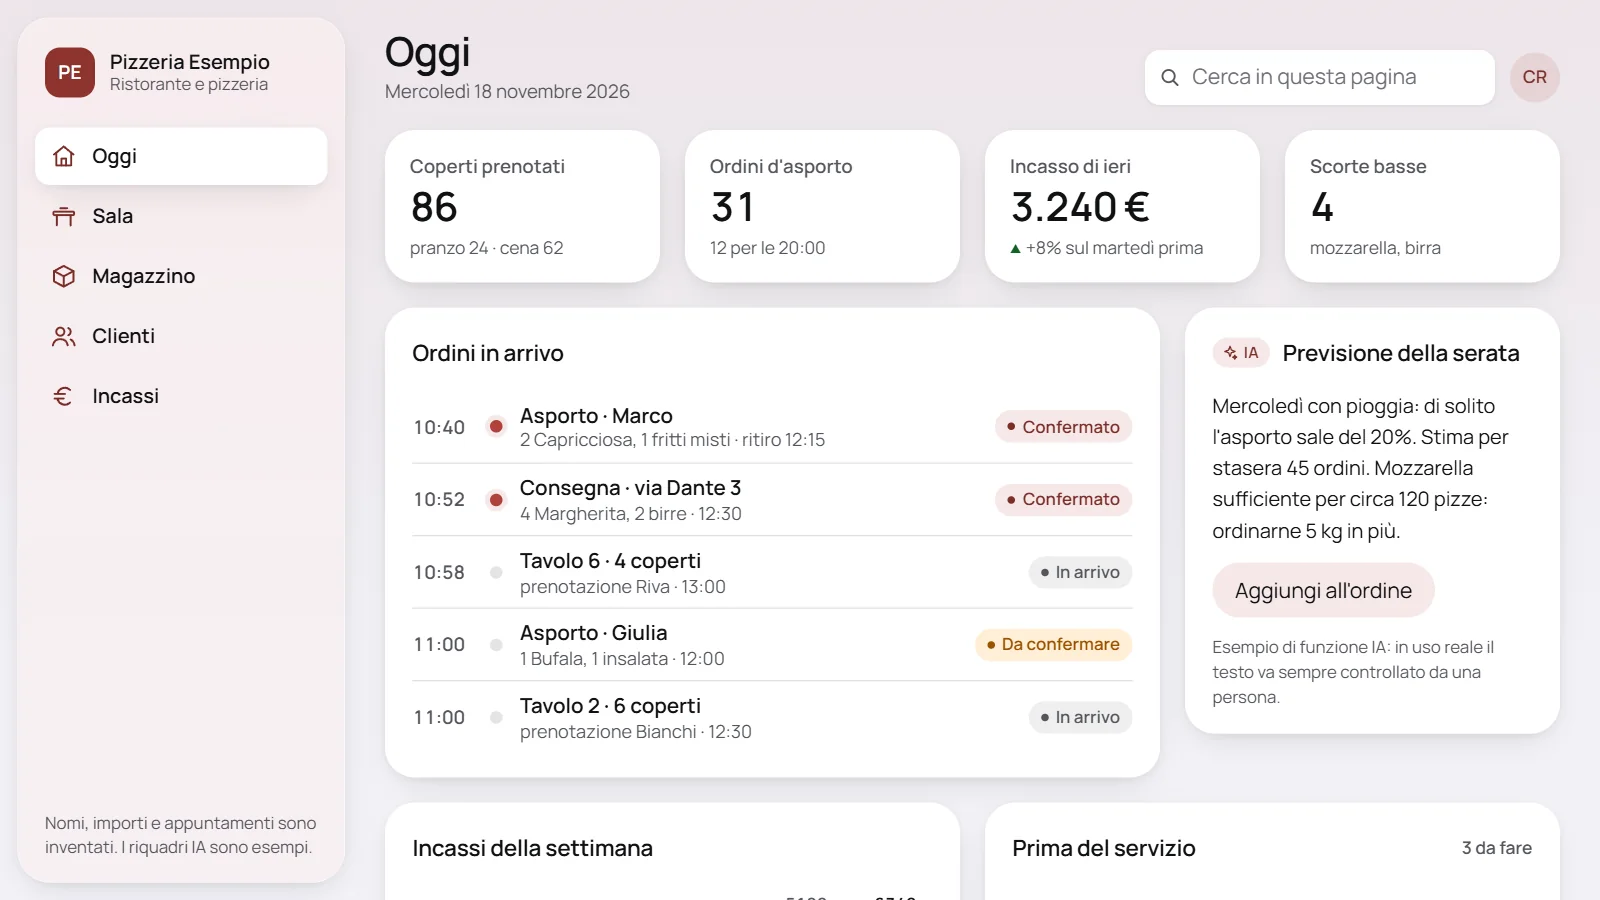 PE
Pizzeria Esempio
Ristorante e pizzeria
Oggi
Sala
Magazzino
Clienti
Incassi
Nomi, importi e appuntamenti sono
inventati. I riquadri IA sono esempi.
Oggi
Mercoledì 18 novembre 2026
Cerca in questa pagina
CR
Coperti prenotati
86
pranzo 24 · cena 62
Ordini d'asporto
31
12 per le 20:00
Incasso di ieri
3.240 €
▲ +8% sul martedì prima
Scorte basse
4
mozzarella, birra
Ordini in arrivo
10:40
Asporto · Marco
2 Capricciosa, 1 fritti misti · ritiro 12:15
Confermato
10:52
Consegna · via Dante 3
4 Margherita, 2 birre · 12:30
Confermato
10:58
Tavolo 6 · 4 coperti
prenotazione Riva · 13:00
In arrivo
11:00
Asporto · Giulia
1 Bufala, 1 insalata · 12:00
Da confermare
11:00
Tavolo 2 · 6 coperti
prenotazione Bianchi · 12:30
In arrivo
IA
Previsione della serata
Mercoledì con pioggia: di solito
l'asporto sale del 20%. Stima per
stasera 45 ordini. Mozzarella
sufficiente per circa 120 pizze:
ordinarne 5 kg in più.
Aggiungi all'ordine
Esempio di funzione IA: in uso reale il
testo va sempre controllato da una
persona.
Incassi della settimana
Prima del servizio
3 da fare